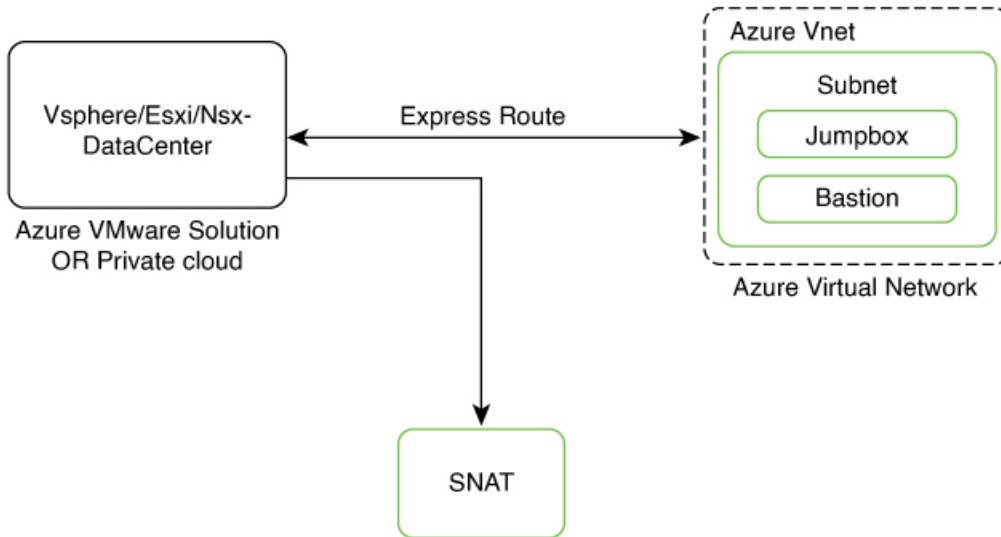 Vsphere/Esxi/Nsx-
DataCenter
Azure VMware Solution
OR Private cloud
Express Route
Azure Vnet
Subnet
Jumpbox
Bastion
Azure Virtual Network
SNAT